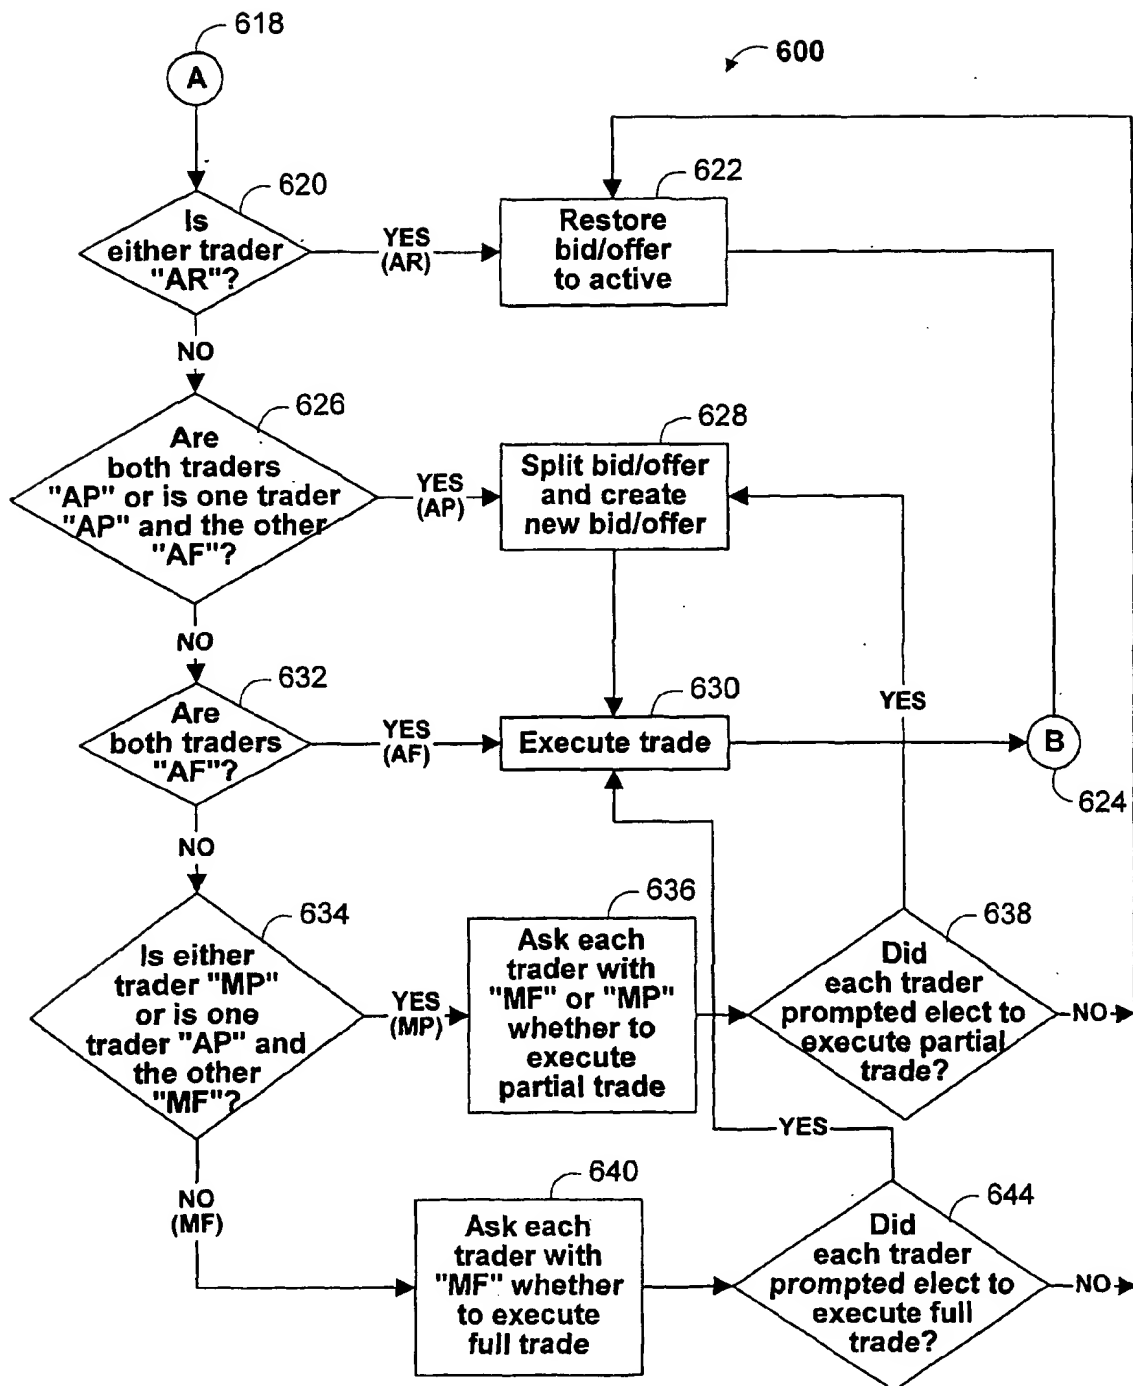 618
A
600
620
Is
either trader
"AR"?
YES
(AR)
622
Restore
bid/offer
to active
NO
626
Are
both traders
"AP" or is one trader
"AP" and the other
"AF"?
YES
(AP)
628
Split bid/offer
and create
new bid/offer
NO
632
Are
both traders
"AF"?
YES
(AF)
630
Execute trade
YES
B
624
NO
634
Is either
trader "MP"
or is one
trader "AP" and
the other
"MF"?
YES
(MP)
636
Ask each
trader with
"MF" or "MP"
whether to
execute
partial trade
638
Did
each trader
prompted elect to
execute partial
trade?
NO
YES
NO
(MF)
640
Ask each
trader with
"MF" whether
to execute
full trade
644
Did
each trader
prompted elect to
execute full
trade?
NO